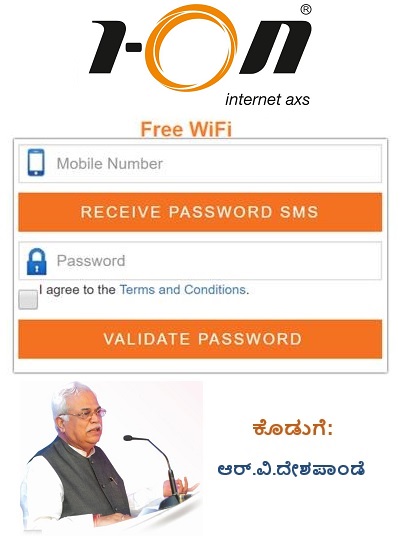 i-on®
internet axs
Free WiFi
Mobile Number
RECEIVE PASSWORD SMS
Password
I agree to the Terms and Conditions.
VALIDATE PASSWORD
ಕೊಡುಗೆ:
ಆರ್.ವಿ.ದೇಶಪಾಂಡೆ